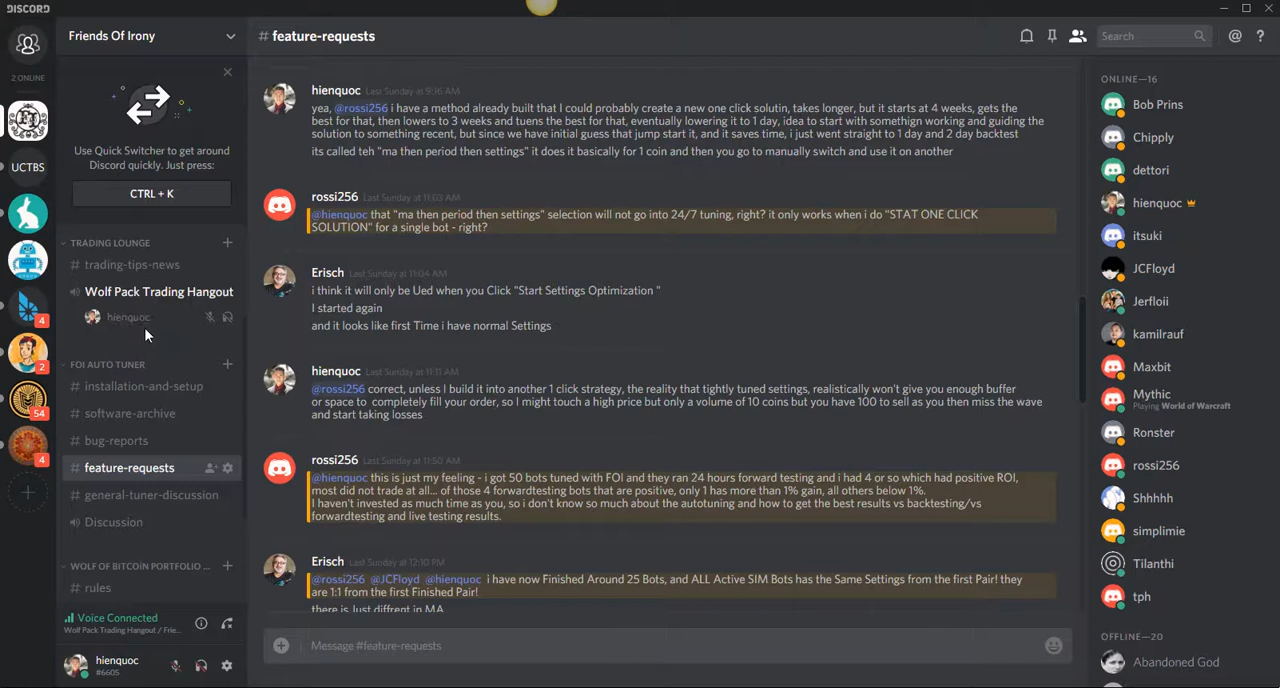 DISCORD
Friends Of Irony
# feature-requests
Search
2 ONLINE
UCTBS
4
2
54
4
Use Quick Switcher to get around
Discord quickly. Just press:
CTRL + K
TRADING LOUNGE
# trading-tips-news
Wolf Pack Trading Hangout
hienquoc
FOI AUTO TUNER
# installation-and-setup
# software-archive
# bug-reports
# feature-requests
# general-tuner-discussion
Discussion
WOLF OF BITCOIN PORTFOLIO ...
# rules
Voice Connected
Wolf Pack Trading Hangout / Frie...
hienquoc
#6605
hienquoc Last Sunday at 9:16 AM
yea, @rossi256 i have a method already built that I could probably create a new one click solutin, takes longer, but it starts at 4 weeks, gets the
best for that, then lowers to 3 weeks and tuens the best for that, eventually lowering it to 1 day, idea to start with somethign working and guiding the
solution to something recent, but since we have initial guess that jump start it, and it saves time, i just went straight to 1 day and 2 day backtest
its called teh "ma then period then settings" it does it basically for 1 coin and then you go to manually switch and use it on another
rossi256 Last Sunday at 11:03 AM
@hienquoc that "ma then period then settings" selection will not go into 24/7 tuning, right? it only works when i do "STAT ONE CLICK
SOLUTION" for a single bot - right?
Erisch Last Sunday at 11:04 AM
i think it will only be Ued when you Click "Start Settings Optimization "
I started again
and it looks like first Time i have normal Settings
hienquoc Last Sunday at 11:11 AM
@rossi256 correct, unless I build it into another 1 click strategy, the reality that tightly tuned settings, realistically won't give you enough buffer
or space to completely fill your order, so I might touch a high price but only a volume of 10 coins but you have 100 to sell as you then miss the wave
and start taking losses
rossi256 Last Sunday at 11:50 AM
@hienquoc this is just my feeling - i got 50 bots tuned with FOI and they ran 24 hours forward testing and i had 4 or so which had positive ROI,
most did not trade at all... of those 4 forwardtesting bots that are positive, only 1 has more than 1% gain, all others below 1%.
I haven't invested as much time as you, so i don't know so much about the autotuning and how to get the best results vs backtesting/vs
forwardtesting and live testing results.
Erisch Last Sunday at 12:10 PM
@rossi256 @JCFloyd @hienquoc i have now Finished Around 25 Bots, and ALL Active SIM Bots has the Same Settings from the first Pair! they
are 1:1 from the first Finished Pair!
there is Just diffrent in MA
Message #feature-requests
ONLINE—16
Bob Prins
Chipply
dettori
hienquoc
itsuki
JCFloyd
Jerfloii
kamilrauf
Maxbit
Mythic
Playing World of Warcraft
Ronster
rossi256
Shhhhh
simplimie
Tilanthi
tph
OFFLINE—20
Abandoned God